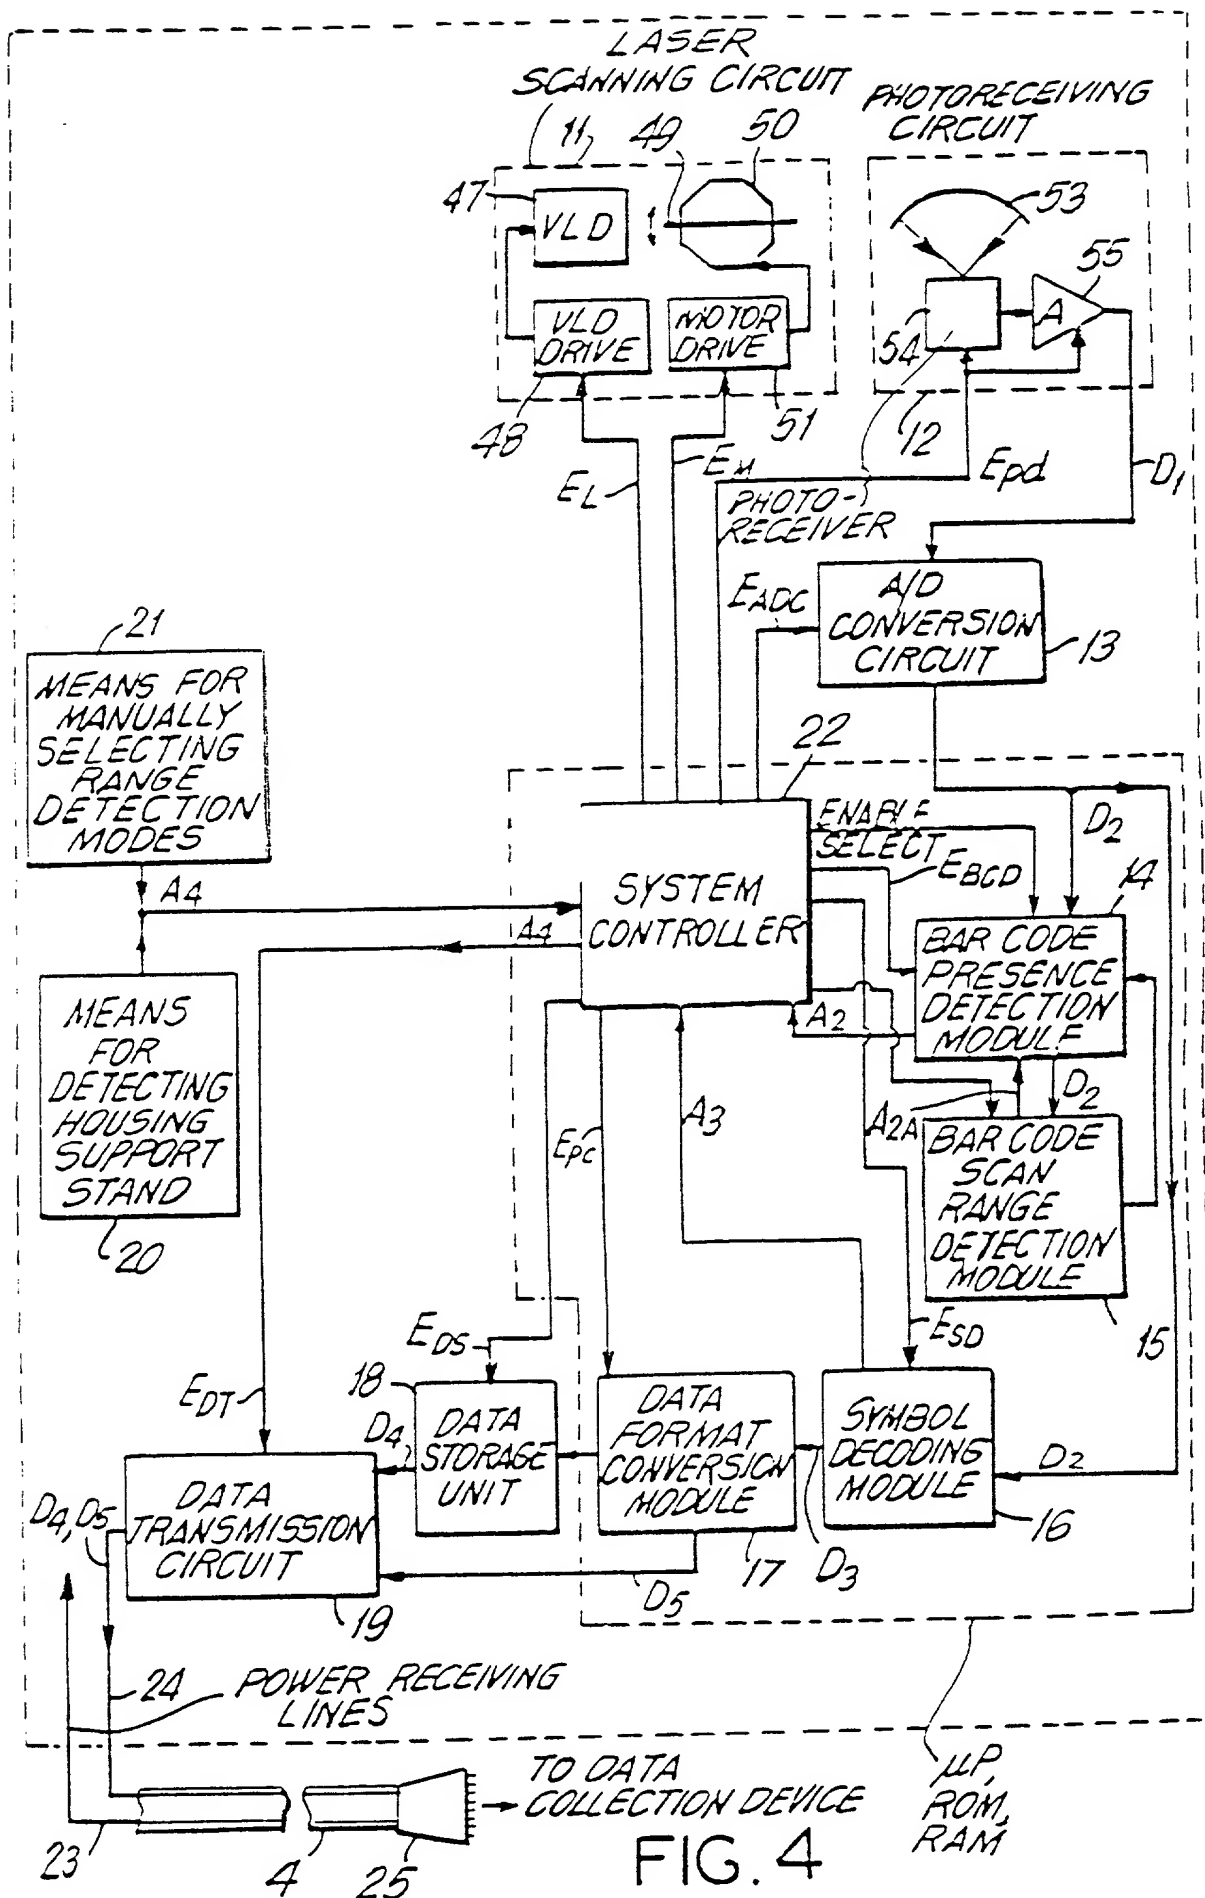 LASER
SCANNING CIRCUIT
PHOTORECEIVING
CIRCUIT
11
49
50
47
VLD
53
55
A
54
VLD
DRIVE
MOTOR
DRIVE
48
51
12
EL
EM
Epd
D1
PHOTO-
RECEIVER
EADC
A/D
CONVERSION
CIRCUIT
13
21
MEANS FOR
MANUALLY
SELECTING
RANGE
DETECTION
MODES
22
ENABLE
SELECT
D2
EBCD
14
A4
SYSTEM
CONTROLLER
A4
BAR CODE
PRESENCE
DETECTION
MODULE
MEANS
FOR
DETECTING
HOUSING
SUPPORT
STAND
20
A2
D2
A3
A2A
EPC
BAR CODE
SCAN
RANGE
DETECTION
MODULE
15
EDS
ESD
EDT
18
D4
DATA
STORAGE
UNIT
DATA
FORMAT
CONVERSION
MODULE
SYMBOL
DECODING
MODULE
D2
16
D4, D5
DATA
TRANSMISSION
CIRCUIT
17
D3
D5
19
24
POWER RECEIVING
LINES
TO DATA
COLLECTION DEVICE
μP,
ROM,
RAM
23
4
25
FIG. 4